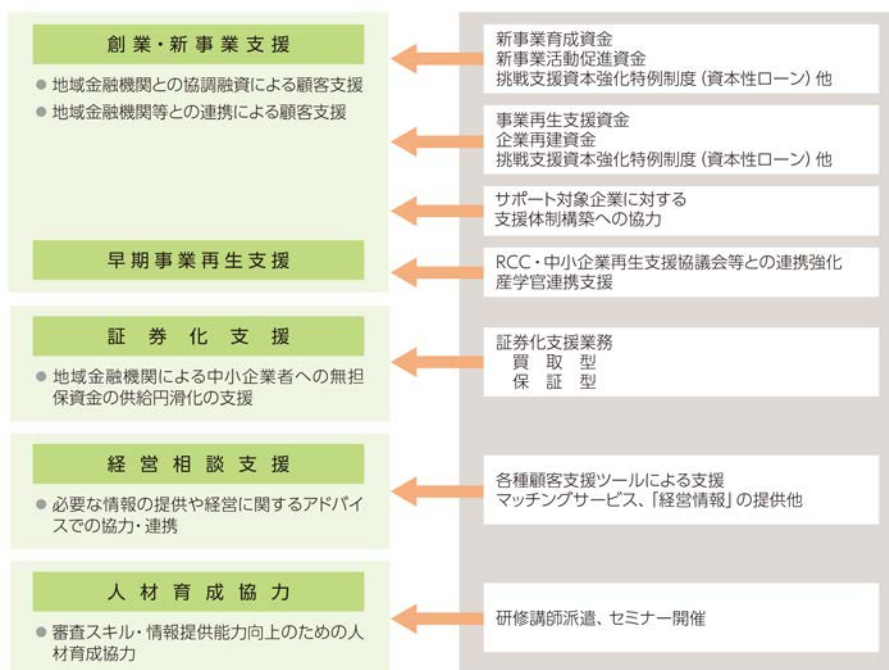 創業・新事業支援
● 地域金融機関との協調融資による顧客支援
● 地域金融機関等との連携による顧客支援
早期事業再生支援
新事業育成資金
新事業活動促進資金
挑戦支援資本強化特例制度（資本性ローン）他
事業再生支援資金
企業再建資金
挑戦支援資本強化特例制度（資本性ローン）他
サポート対象企業に対する
支援体制構築への協力
RCC・中小企業再生支援協議会等との連携強化
産学官連携支援
証券化支援
● 地域金融機関による中小企業者への無担
保資金の供給円滑化の支援
証券化支援業務
買取型
保証型
経営相談支援
● 必要な情報の提供や経営に関するアドバイ
スでの協力・連携
各種顧客支援ツールによる支援
マッチングサービス、「経営情報」の提供他
人材育成協力
● 審査スキル・情報提供能力向上のための人
材育成協力
研修講師派遣、セミナー開催